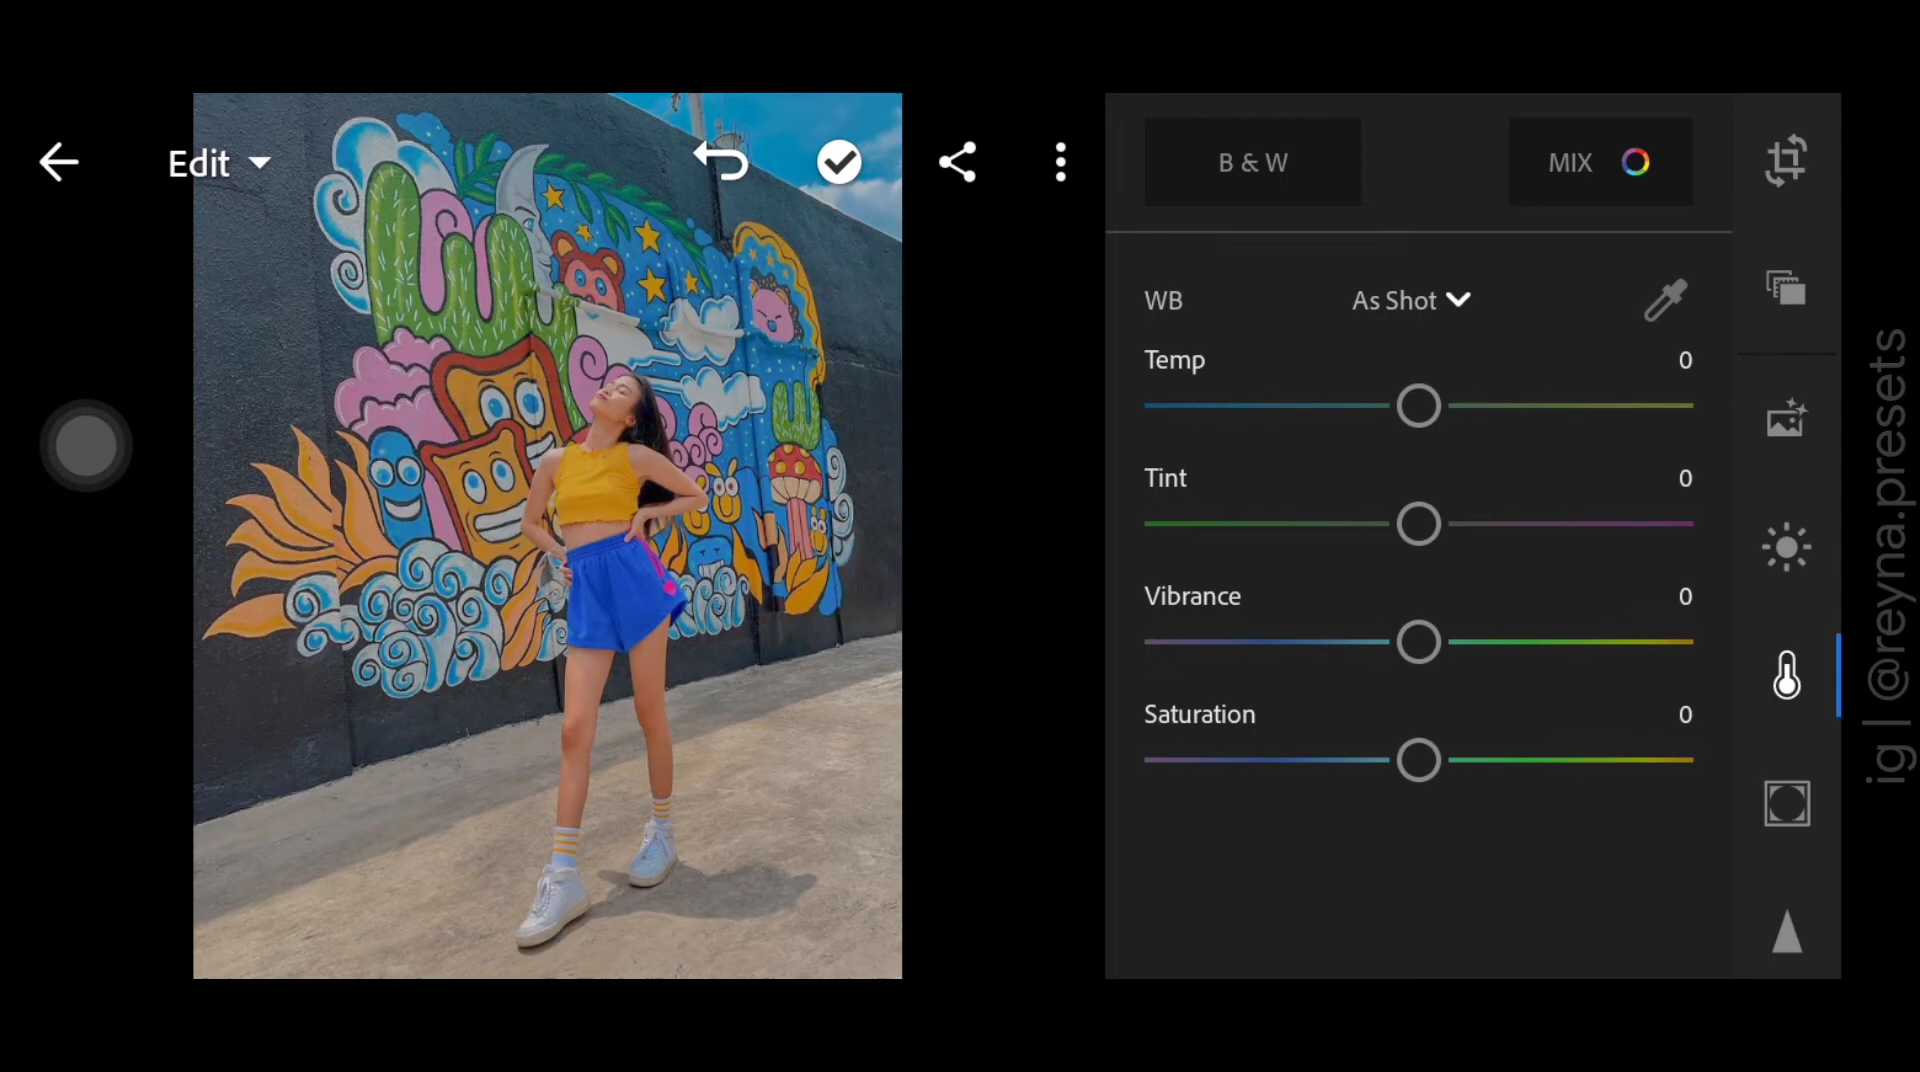 Edit
B & W
MIX
WB
As Shot
Temp
0
Tint
0
Vibrance
0
Saturation
0
ig | @reyna.presets